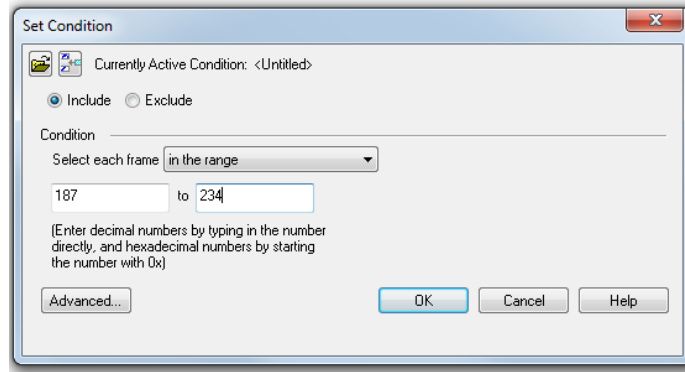 Set Condition
Currently Active Condition: <Untitled>
Include Exclude
Condition
Select each frame in the range
187 to 234
(Enter decimal numbers by typing in the number
directly, and hexadecimal numbers by starting
the number with 0x)
Advanced... OK Cancel Help